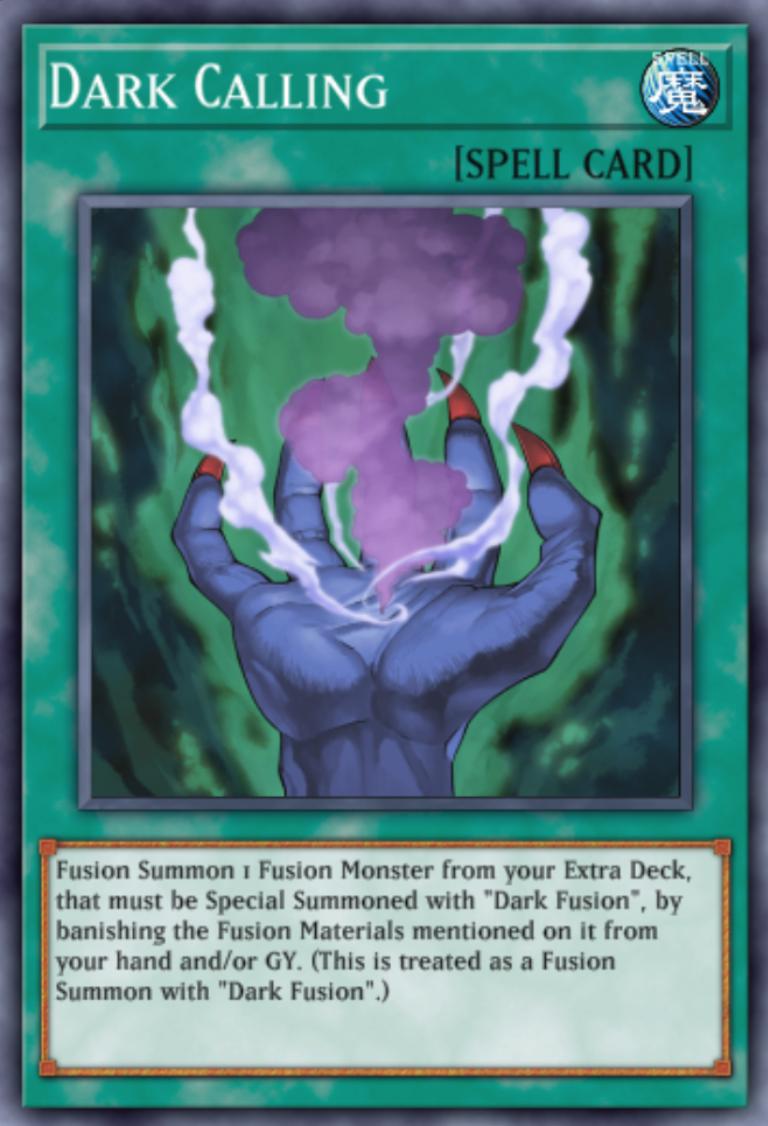 DARK CALLING
SPELL
魔
[SPELL CARD]
Fusion Summon 1 Fusion Monster from your Extra Deck,
that must be Special Summoned with "Dark Fusion", by
banishing the Fusion Materials mentioned on it from
your hand and/or GY. (This is treated as a Fusion
Summon with "Dark Fusion".)